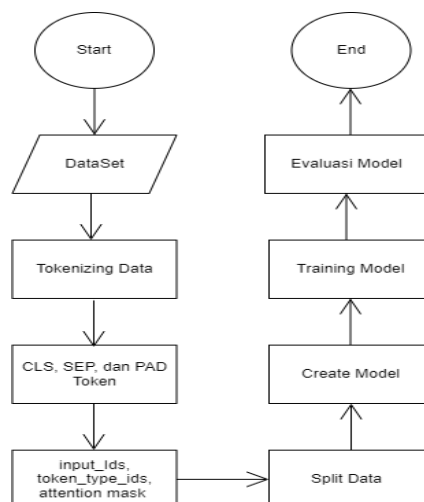 Start
DataSet
Tokenizing Data
CLS, SEP, dan PAD
Token
input_Ids,
token_type_ids,
attention mask
Split Data
Create Model
Training Model
Evaluasi Model
End